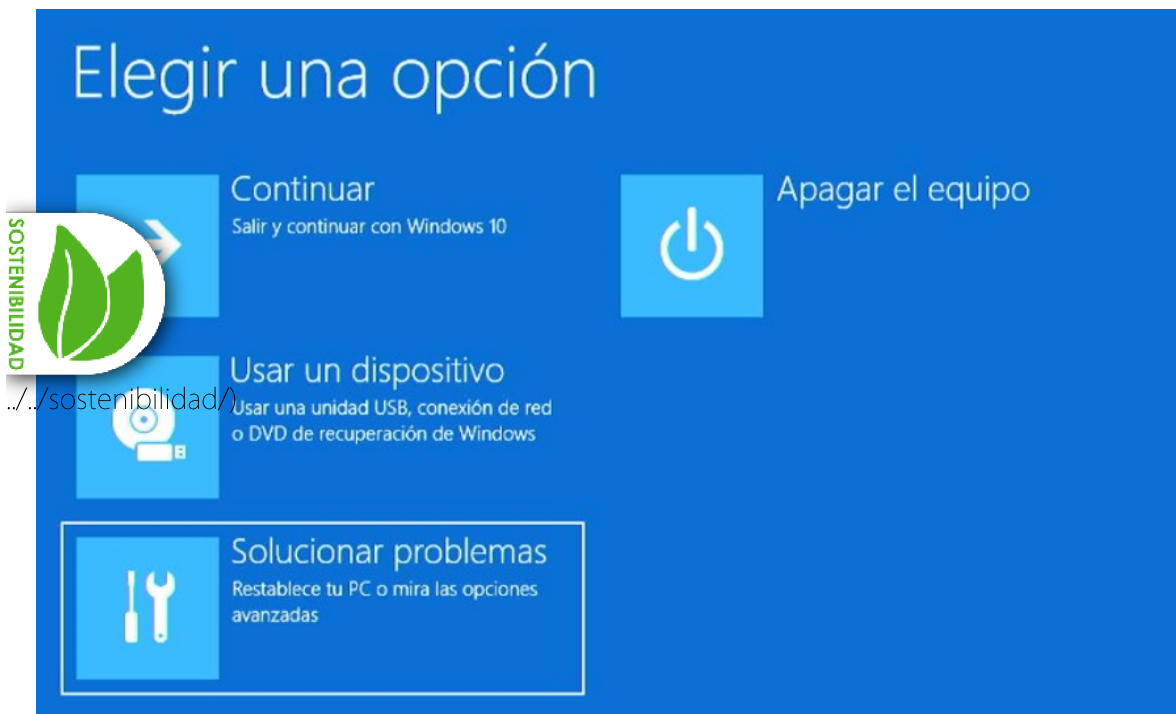 Elegir una opción
Continuar
Salir y continuar con Windows 10
Apagar el equipo
SOSTENIBILIDAD
Usar un dispositivo
../../sostenibilidad/)
Usar una unidad USB, conexión de red
o DVD de recuperación de Windows
Solucionar problemas
Restablece tu PC o mira las opciones
avanzadas